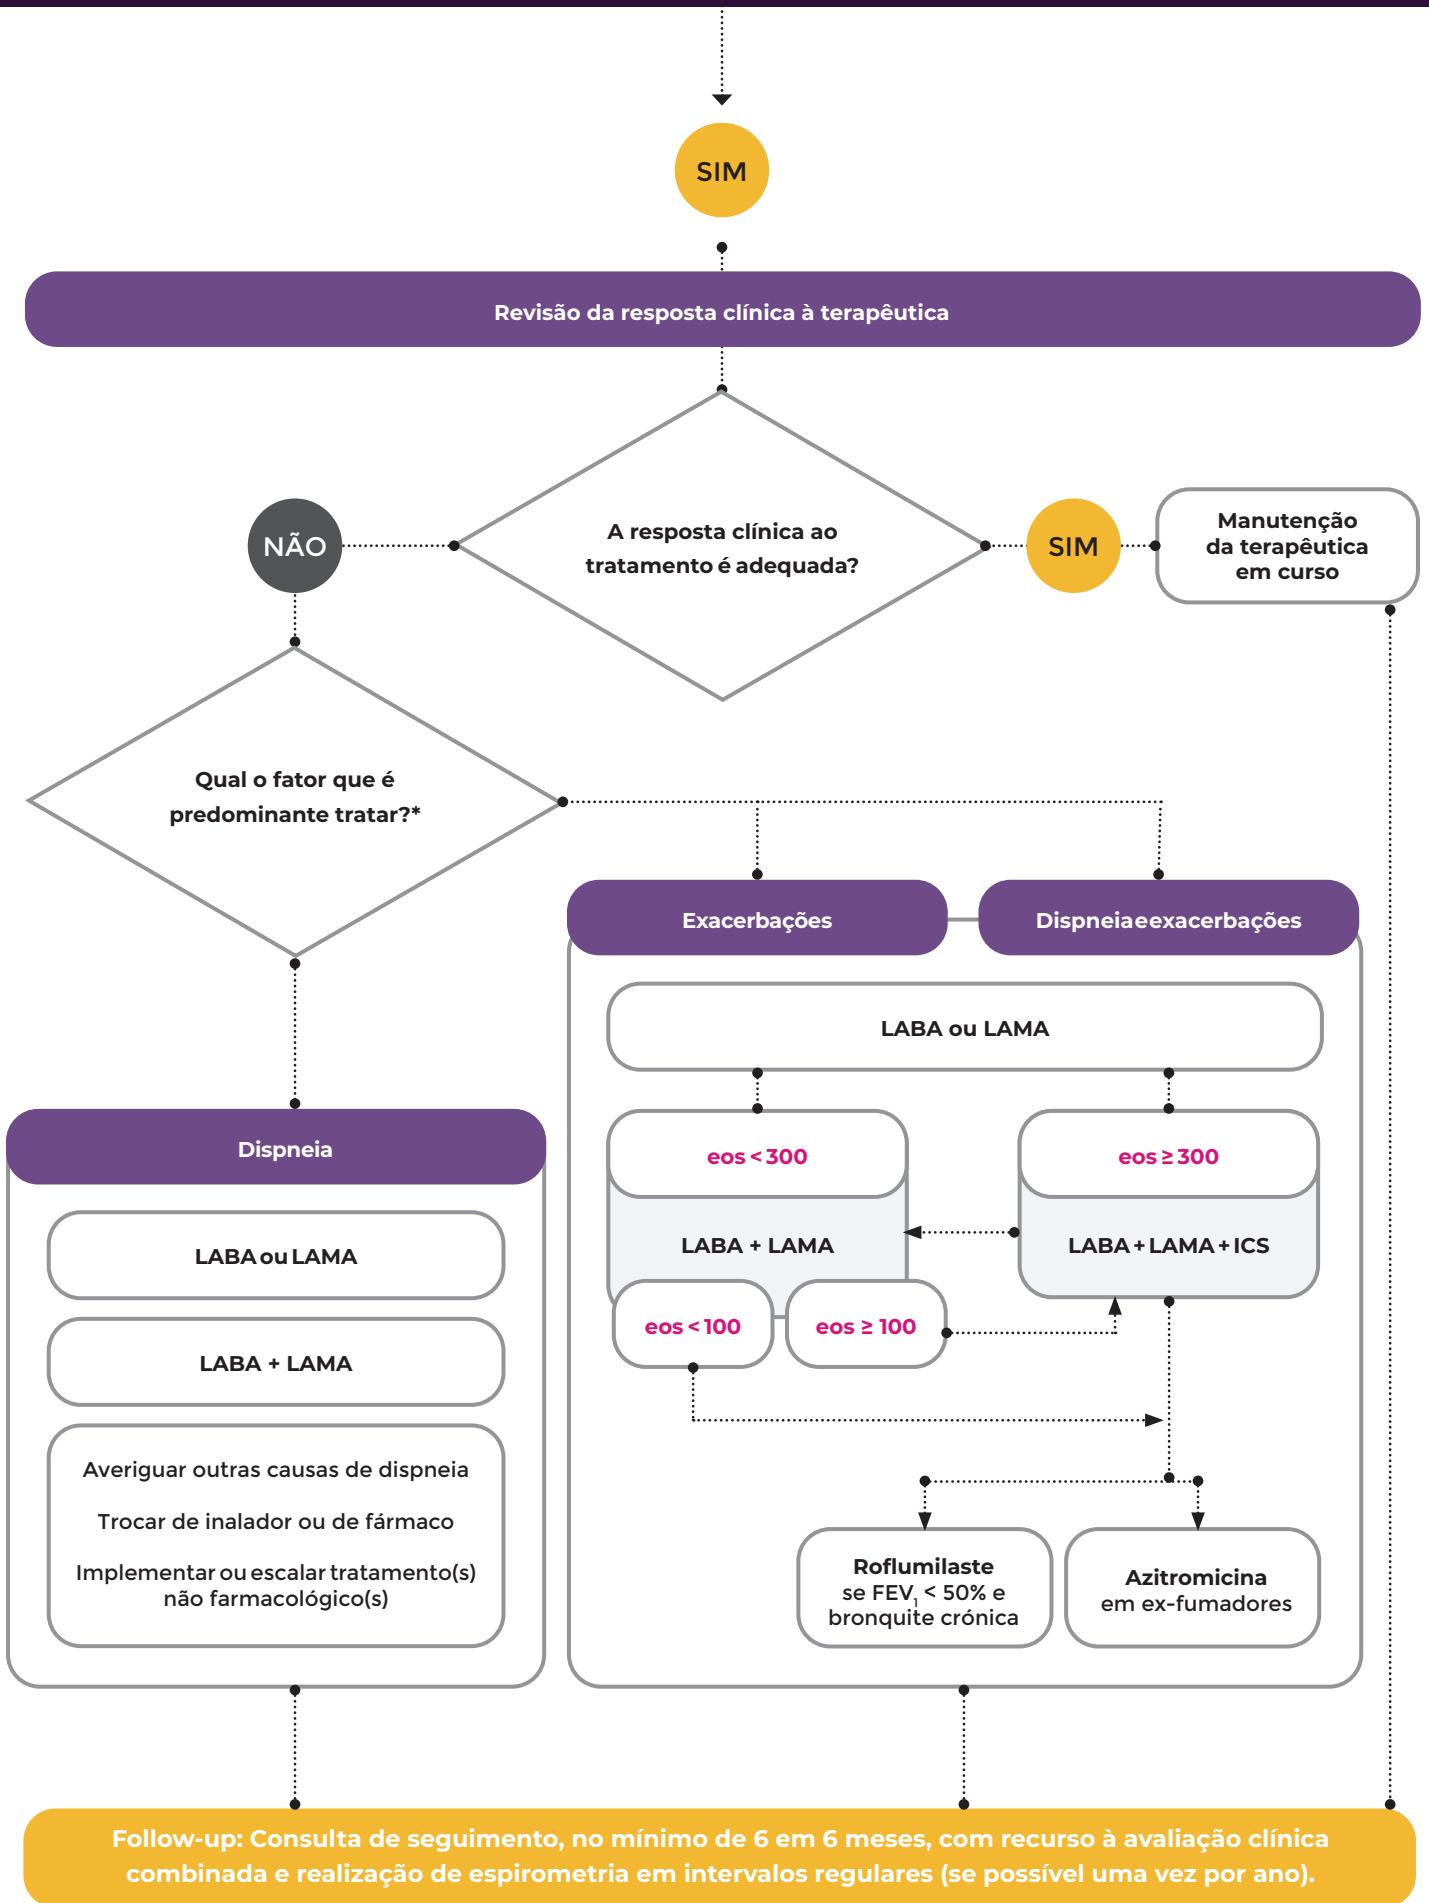 SIM
Revisão da resposta clínica à terapêutica
A resposta clínica ao
tratamento é adequada?
NÃO
SIM
Manutenção
da terapêutica
em curso
Qual o fator que é
predominante tratar?*
Exacerbações
Dispneia e exacerbações
LABA ou LAMA
eos < 300
eos ≥ 300
LABA + LAMA
LABA + LAMA + ICS
eos < 100
eos ≥ 100
Roflumilaste
se FEV₁ < 50% e
bronquite crónica
Azitromicina
em ex-fumadores
Dispneia
LABA ou LAMA
LABA + LAMA
Averiguar outras causas de dispneia
Trocar de inalador ou de fármaco
Implementar ou escalar tratamento(s)
não farmacológico(s)
Follow-up: Consulta de seguimento, no mínimo de 6 em 6 meses, com recurso à avaliação clínica
combinada e realização de espirometria em intervalos regulares (se possível uma vez por ano).